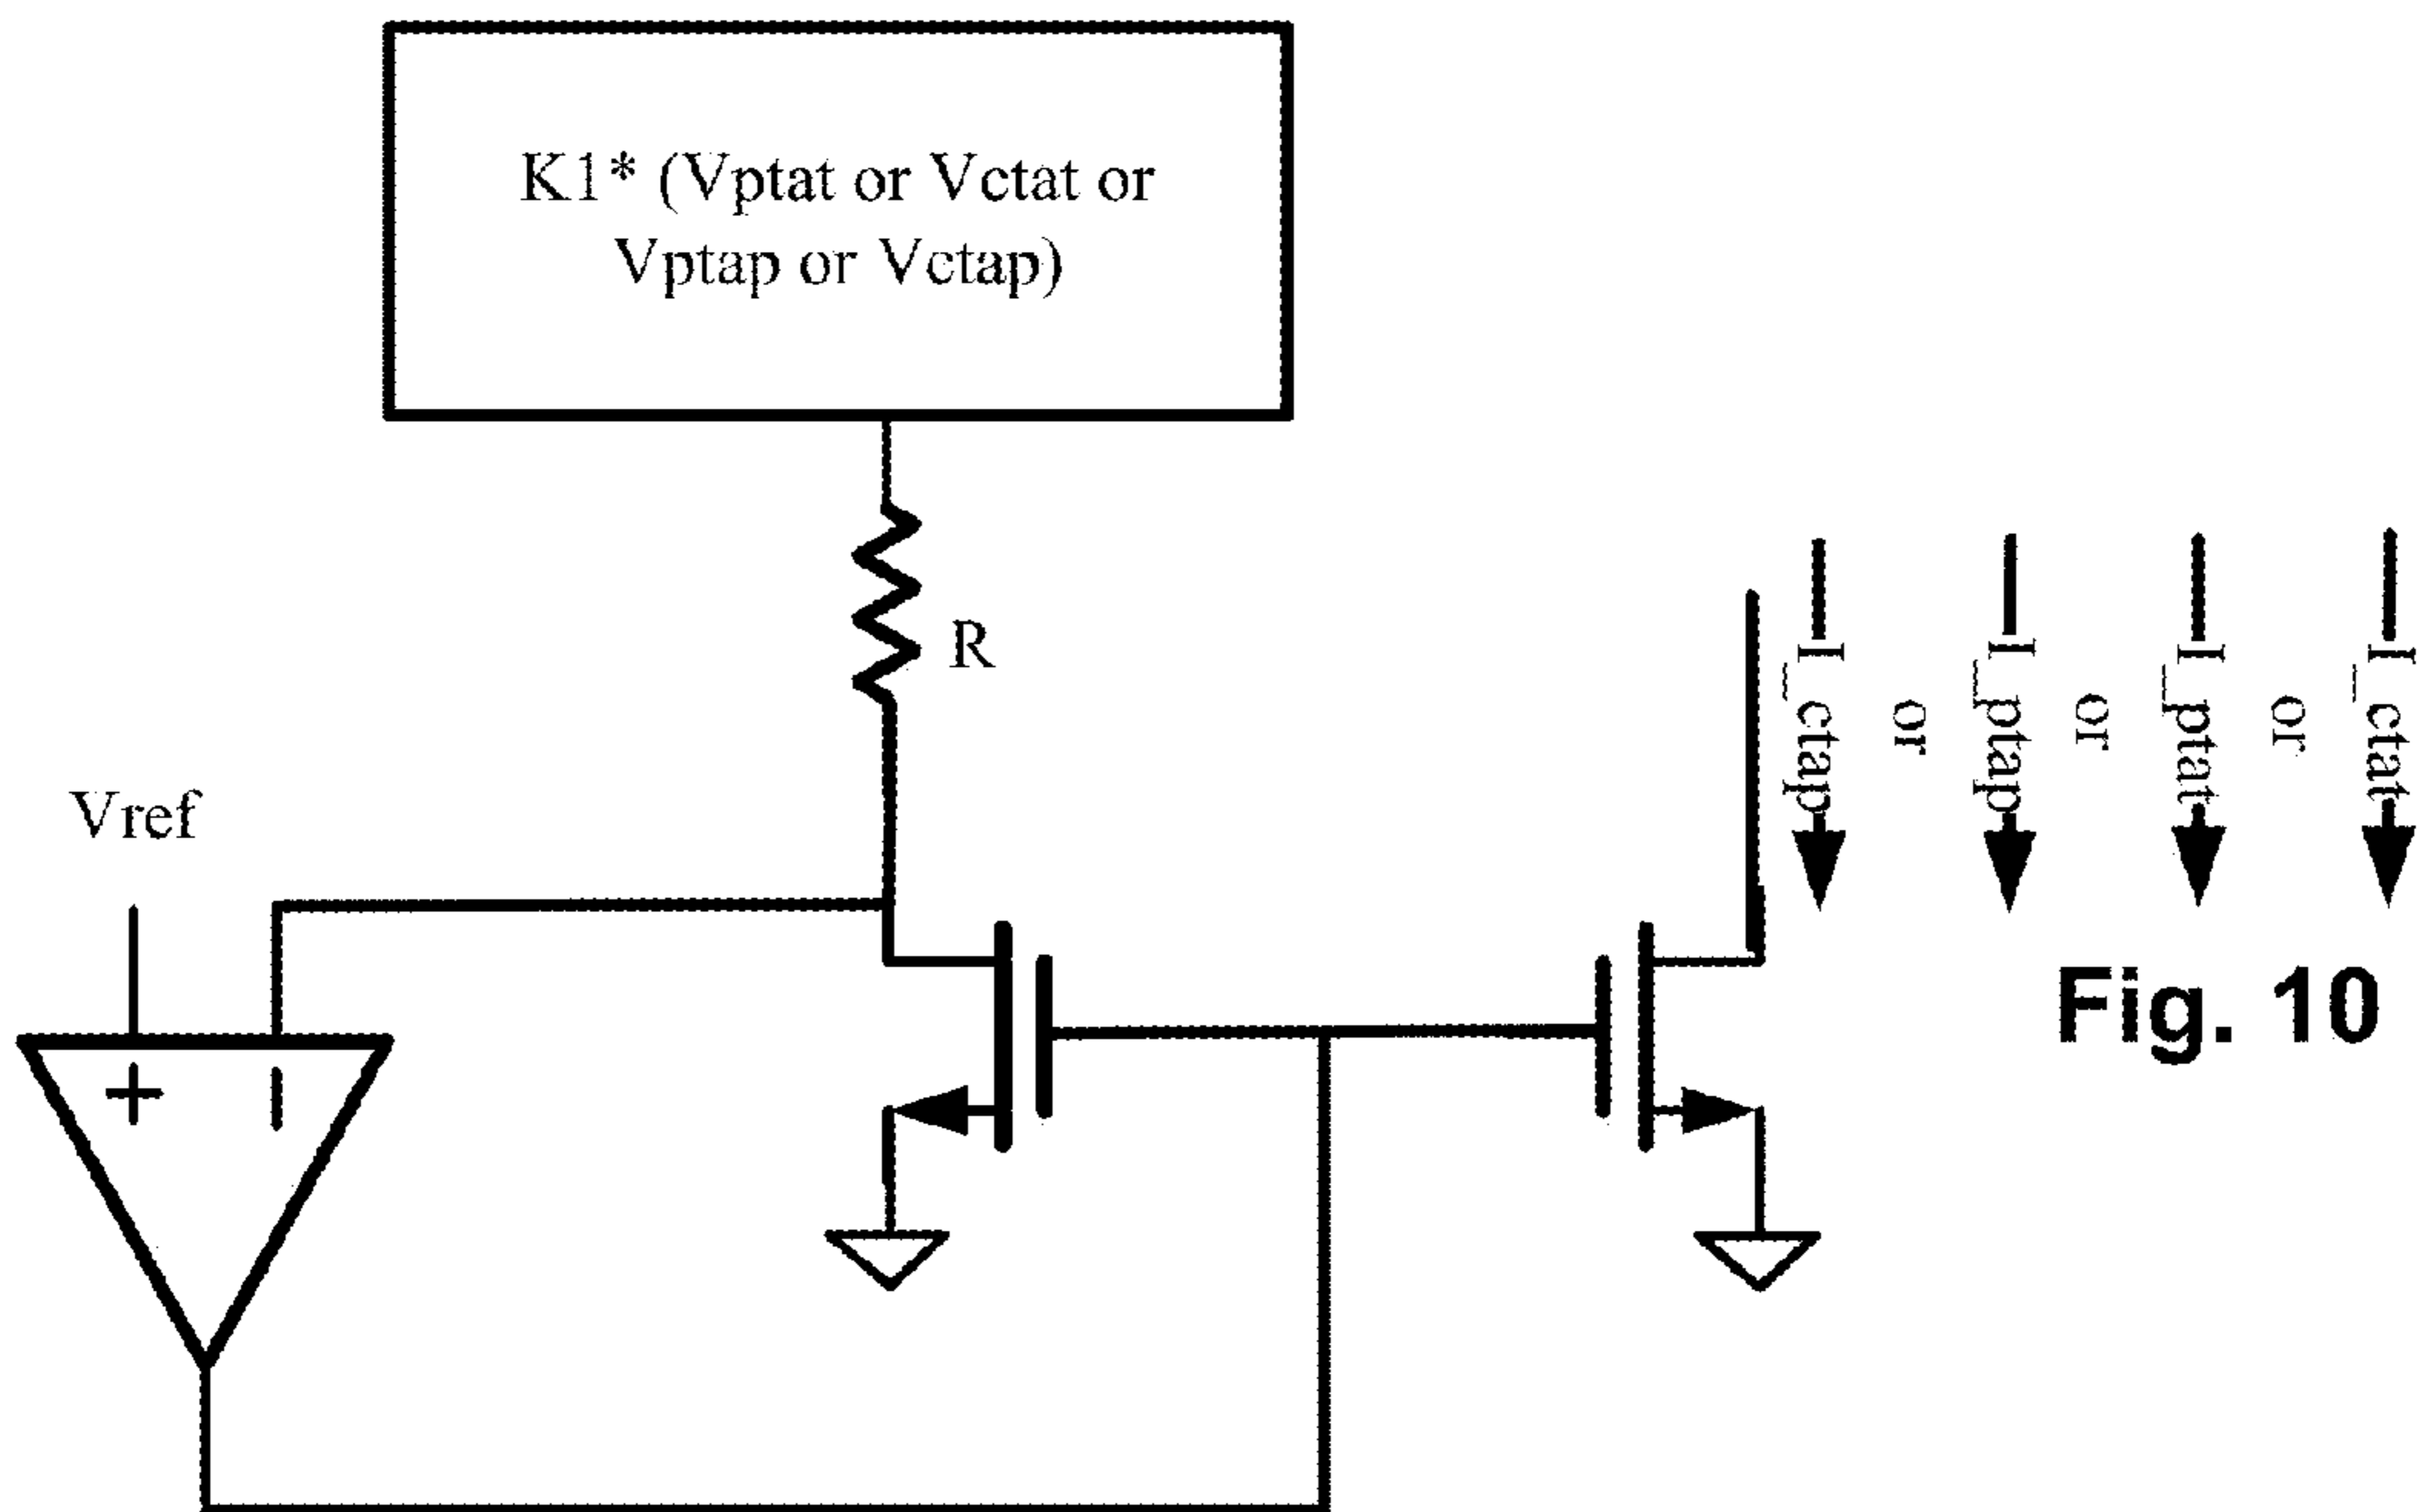 K1* (Vptat or Vctat or
Vptap or Vctap)
R
Vref
+
−
I_ctap
or
I_ptap
or
I_ptat
or
I_ctat
Fig. 10